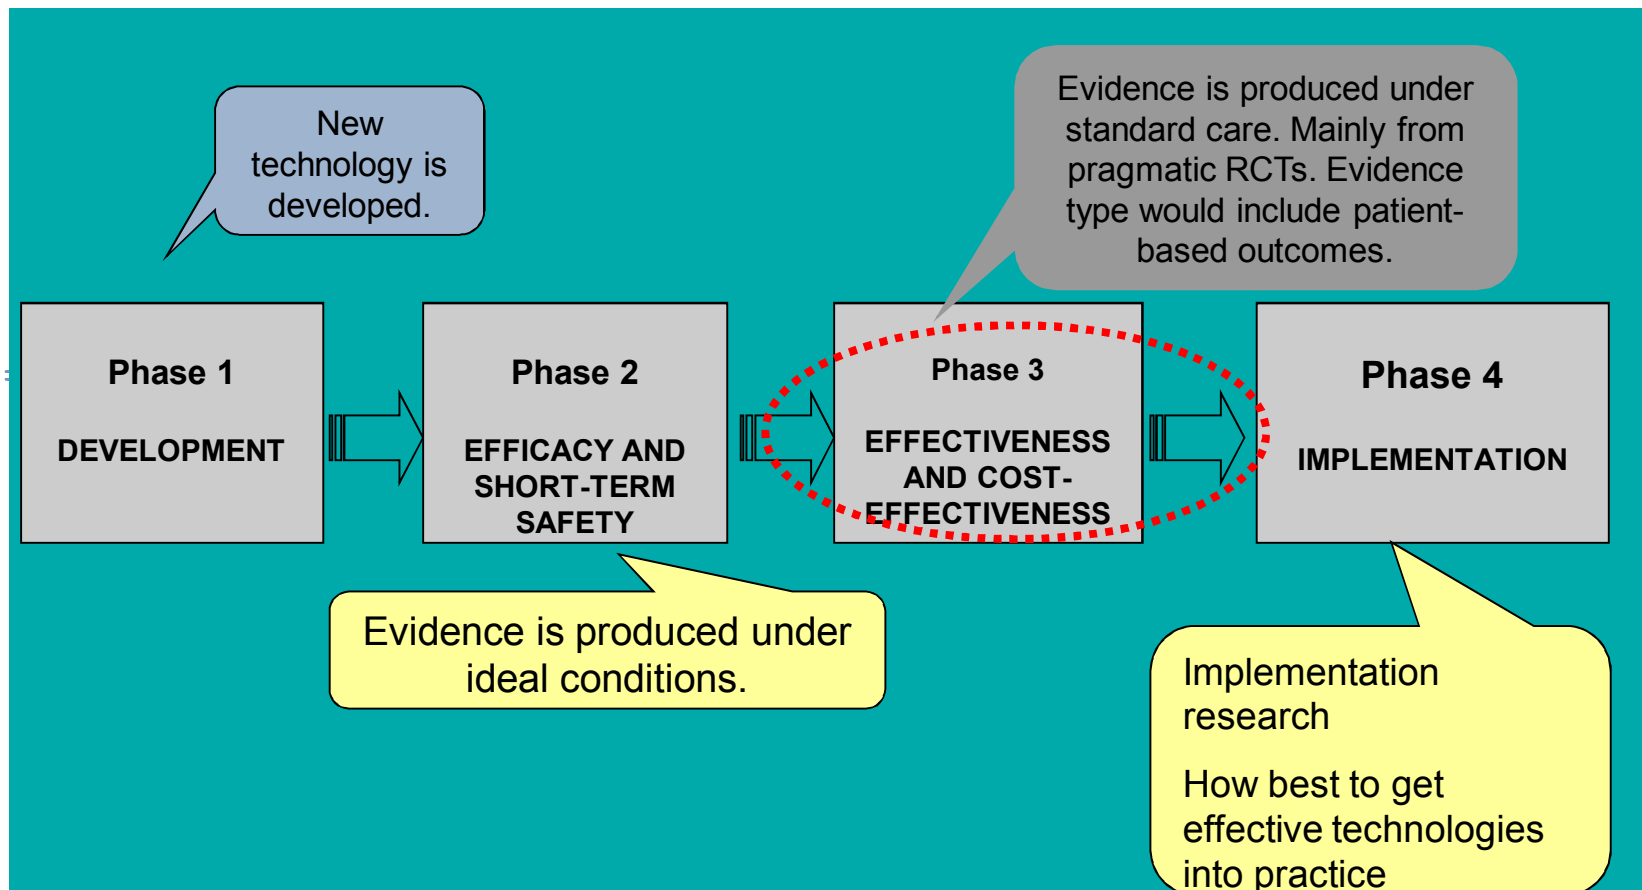 New
technology is
developed.
Evidence is produced under
standard care. Mainly from
pragmatic RCTs. Evidence
type would include patient-
based outcomes.
Phase 1
DEVELOPMENT
Phase 2
EFFICACY AND
SHORT-TERM
SAFETY
Phase 3
EFFECTIVENESS
AND COST-
EFFECTIVENESS
Phase 4
IMPLEMENTATION
Evidence is produced under
ideal conditions.
Implementation
research
How best to get
effective technologies
into practice